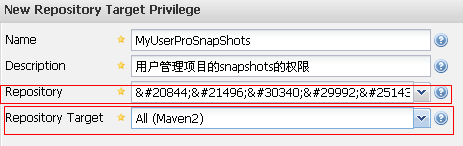 New Repository Target Privilege
Name MyUserProSnapShots
Description 用户管理项目的snapshots的权限
Repository &#20844;&#21496;&#30340;&#29992;&#25143
Repository Target All (Maven2)